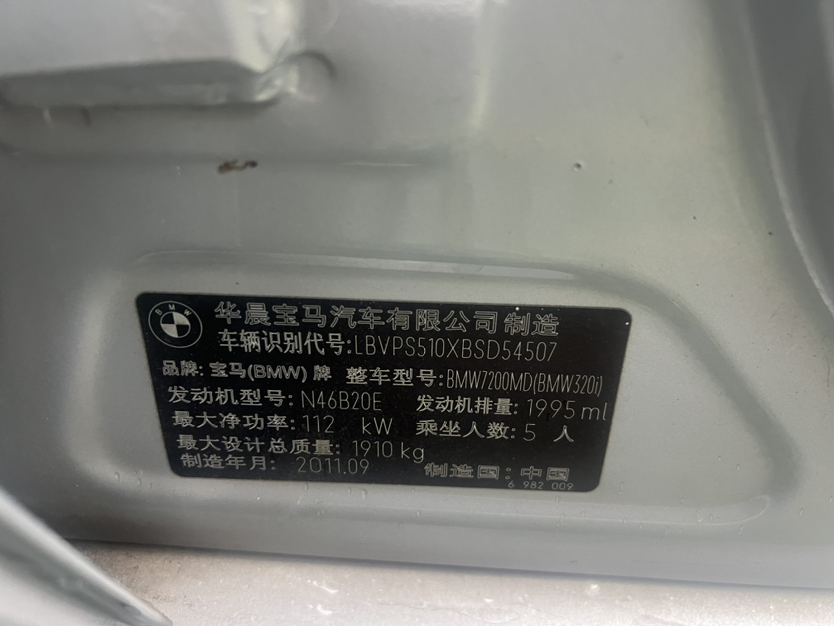 BMW
华晨宝马汽车有限公司制造
车辆识别代号:LBVPS510XBSD54507
品牌: 宝马(BMW) 牌 整车型号:BMW7200MD(BMW320i)
发动机型号: N46B20E 发动机排量: 1995 ml
最大净功率: 112 kW 乘坐人数: 5 人
最大设计总质量: 1910 kg
制造年月: 2011.09 制造国: 中国
6 982 009